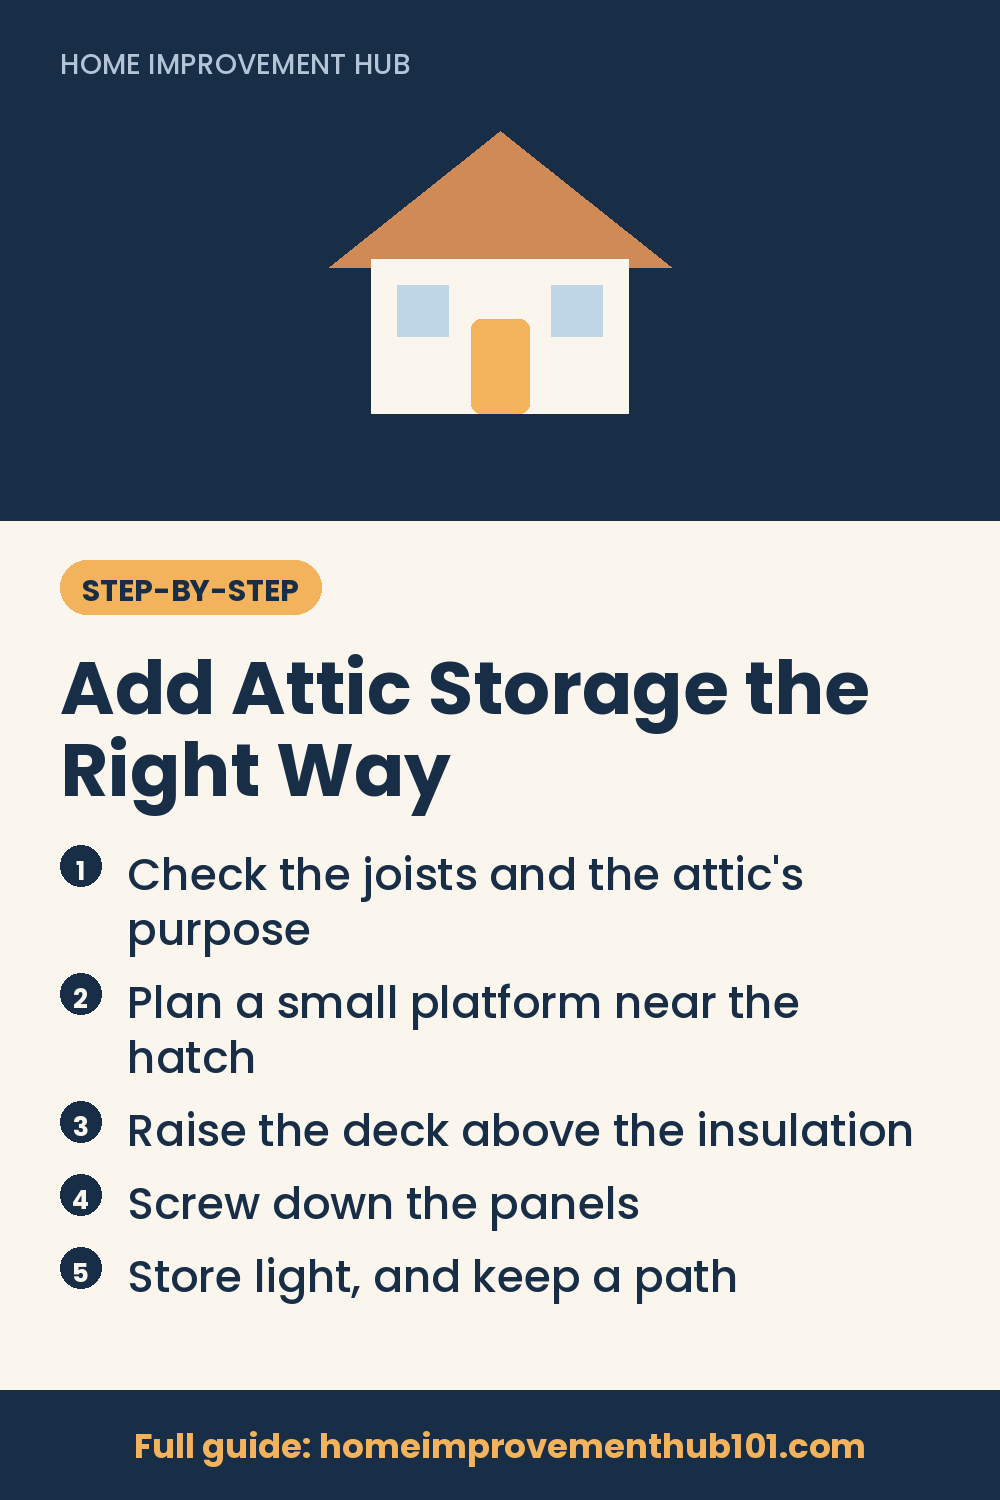 HOME IMPROVEMENT HUB
STEP-BY-STEP
Add Attic Storage the
Right Way
1 Check the joists and the attic's
purpose
2 Plan a small platform near the
hatch
3 Raise the deck above the insulation
4 Screw down the panels
5 Store light, and keep a path
Full guide: homeimprovementhub101.com